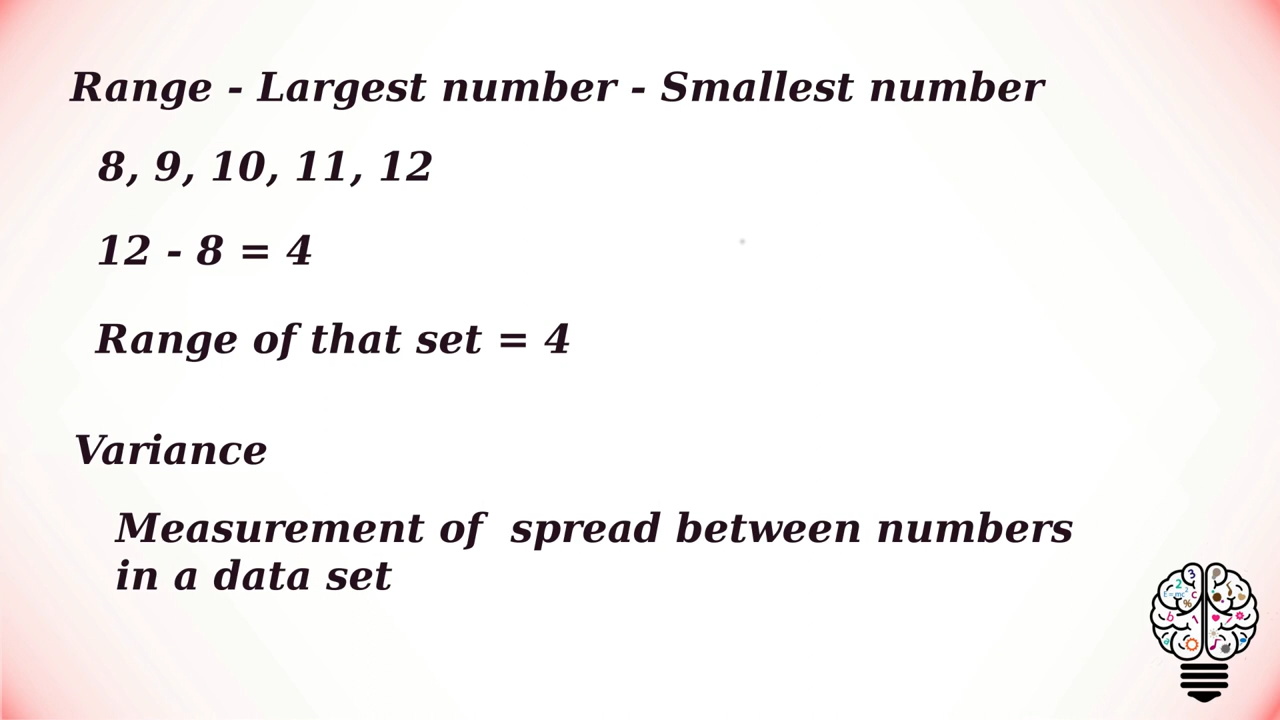 Range - Largest number - Smallest number
8, 9, 10, 11, 12
12 - 8 = 4
Range of that set = 4
Variance
Measurement of spread between numbers
in a data set